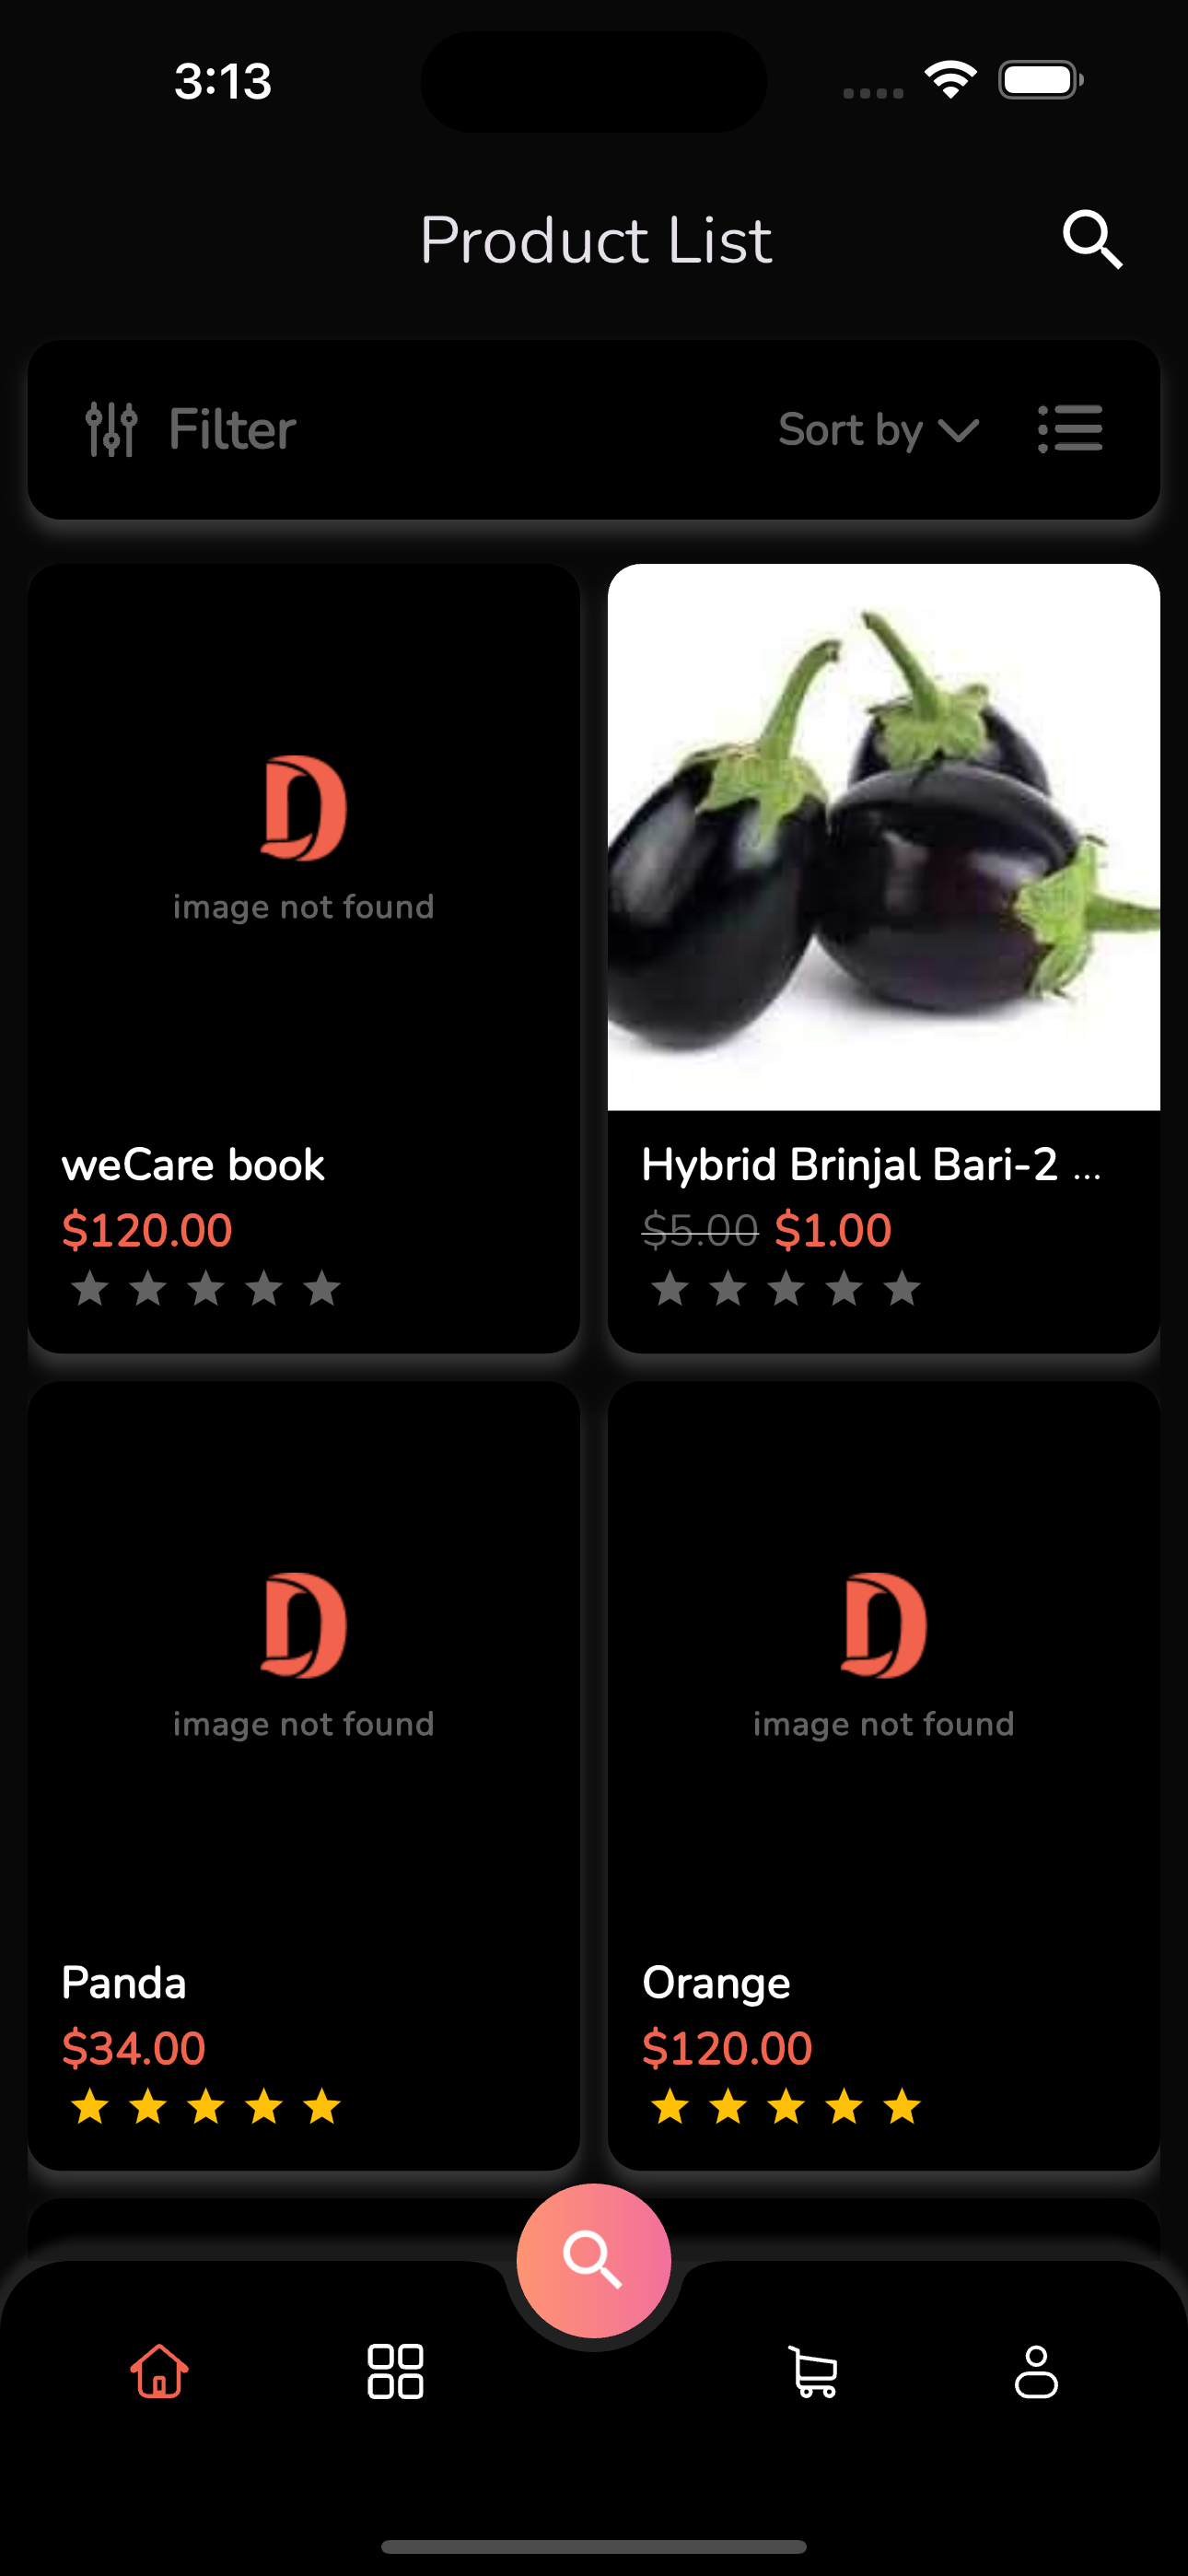 3:13
Product List
Filter
Sort by
image not found
weCare book
$120.00
Hybrid Brinjal Bari-2 ...
$5.00 $1.00
image not found
image not found
Panda
$34.00
Orange
$120.00